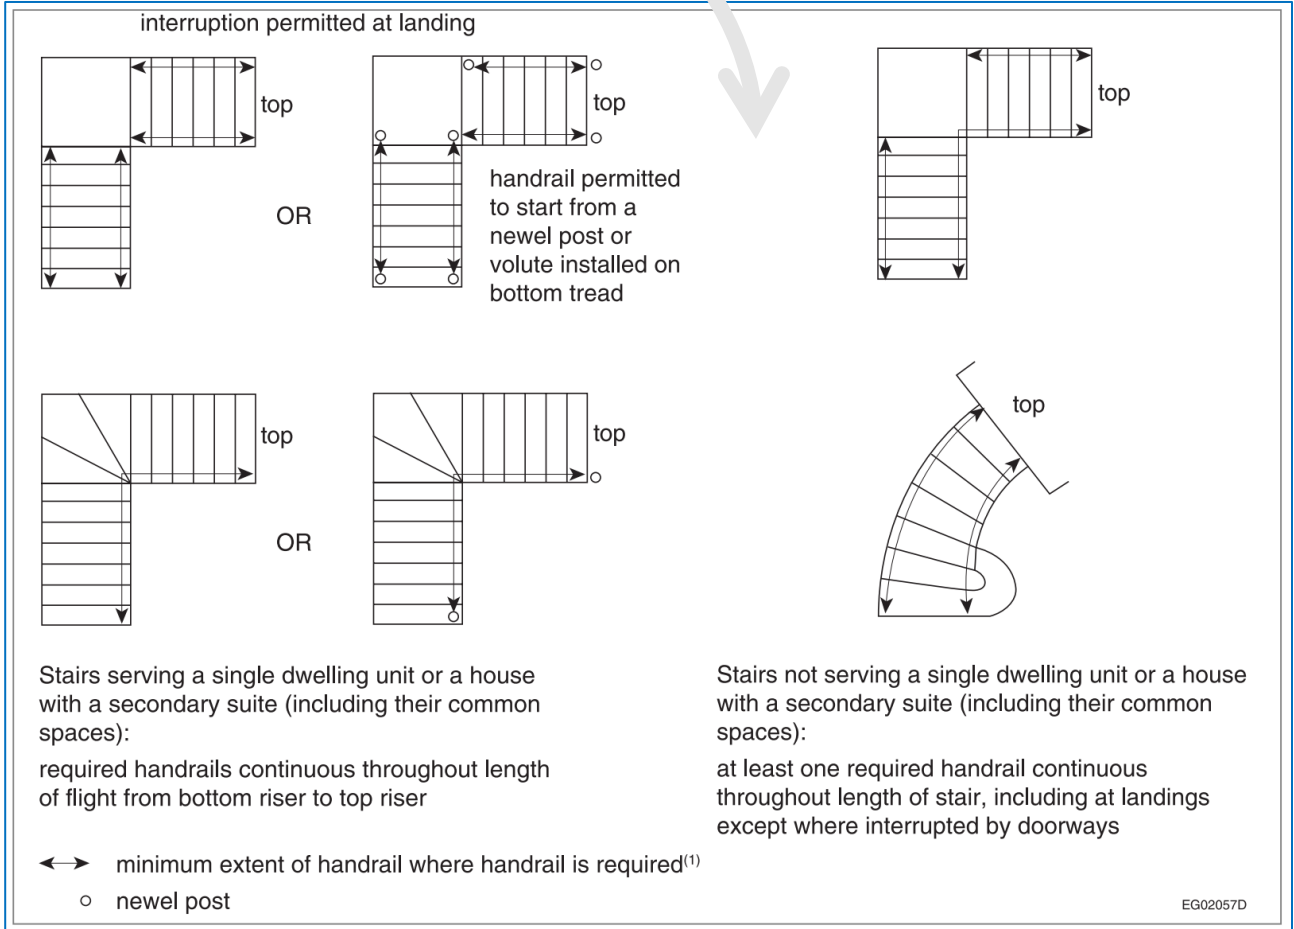 interruption permitted at landing
top
OR
top
handrail permitted
to start from a
newel post or
volute installed on
bottom tread
top
top
OR
top
top
Stairs serving a single dwelling unit or a house
with a secondary suite (including their common
spaces):
required handrails continuous throughout length
of flight from bottom riser to top riser
Stairs not serving a single dwelling unit or a house
with a secondary suite (including their common
spaces):
at least one required handrail continuous
throughout length of stair, including at landings
except where interrupted by doorways
minimum extent of handrail where handrail is required(1)
newel post
EG02057D